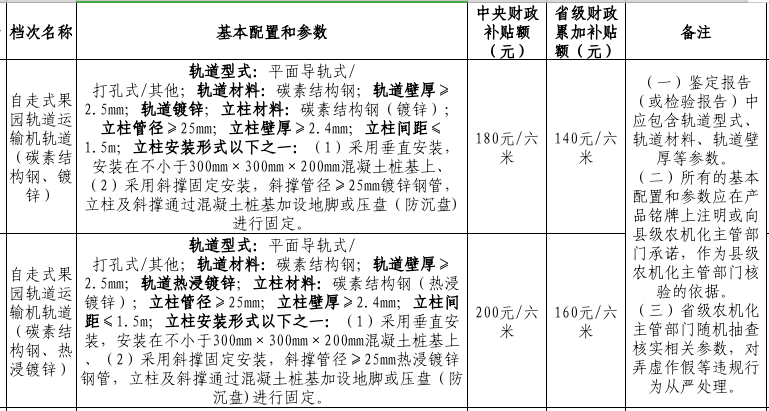 档次名称
基本配置和参数
中央财政
补贴额
（元）
省级财政
累加补贴
额（元）
备注
自走式果
园轨道运
输机轨道
（碳素结
构钢、镀
锌）
轨道型式：平面导轨式/
打孔式/其他；轨道材料：碳素结构钢；轨道壁厚≥
2.5mm；轨道镀锌；立柱材料：碳素结构钢（镀锌）；
立柱管径≥25mm；立柱壁厚≥2.4mm；立柱间距≤
1.5m；立柱安装形式以下之一：（1）采用垂直安装，
安装在不小于300mm×300mm×200mm混凝土桩基上、
（2）采用斜撑固定安装，斜撑管径≥25mm镀锌钢管，
立柱及斜撑通过混凝土桩基加设地脚或压盘（防沉盘）
进行固定。
180元/六
米
140元/六
米
自走式果
园轨道运
输机轨道
（碳素结
构钢、热
浸镀锌）
轨道型式：平面导轨式/
打孔式/其他；轨道材料：碳素结构钢；轨道壁厚≥
2.5mm；轨道热浸镀锌；立柱材料：碳素结构钢（热浸
镀锌）；立柱管径≥25mm；立柱壁厚≥2.4mm；立柱间
距≤1.5m；立柱安装形式以下之一：（1）采用垂直安
装，安装在不小于300mm×300mm×200mm混凝土桩基上
、（2）采用斜撑固定安装，斜撑管径≥25mm热浸镀锌
钢管，立柱及斜撑通过混凝土桩基加设地脚或压盘（防
沉盘)进行固定。
200元/六
米
160元/六
米
（一）鉴定报告
（或检验报告）中
应包含轨道型式、
轨道材料、轨道壁
厚等参数。
（二）所有的基本
配置和参数应在产
品铭牌上注明或向
县级农机化主管部
门承诺，作为县级
农机化主管部门核
验的依据。
（三）省级农机化
主管部门随机抽查
核实相关参数，对
弄虚作假等违规行
为从严处理。